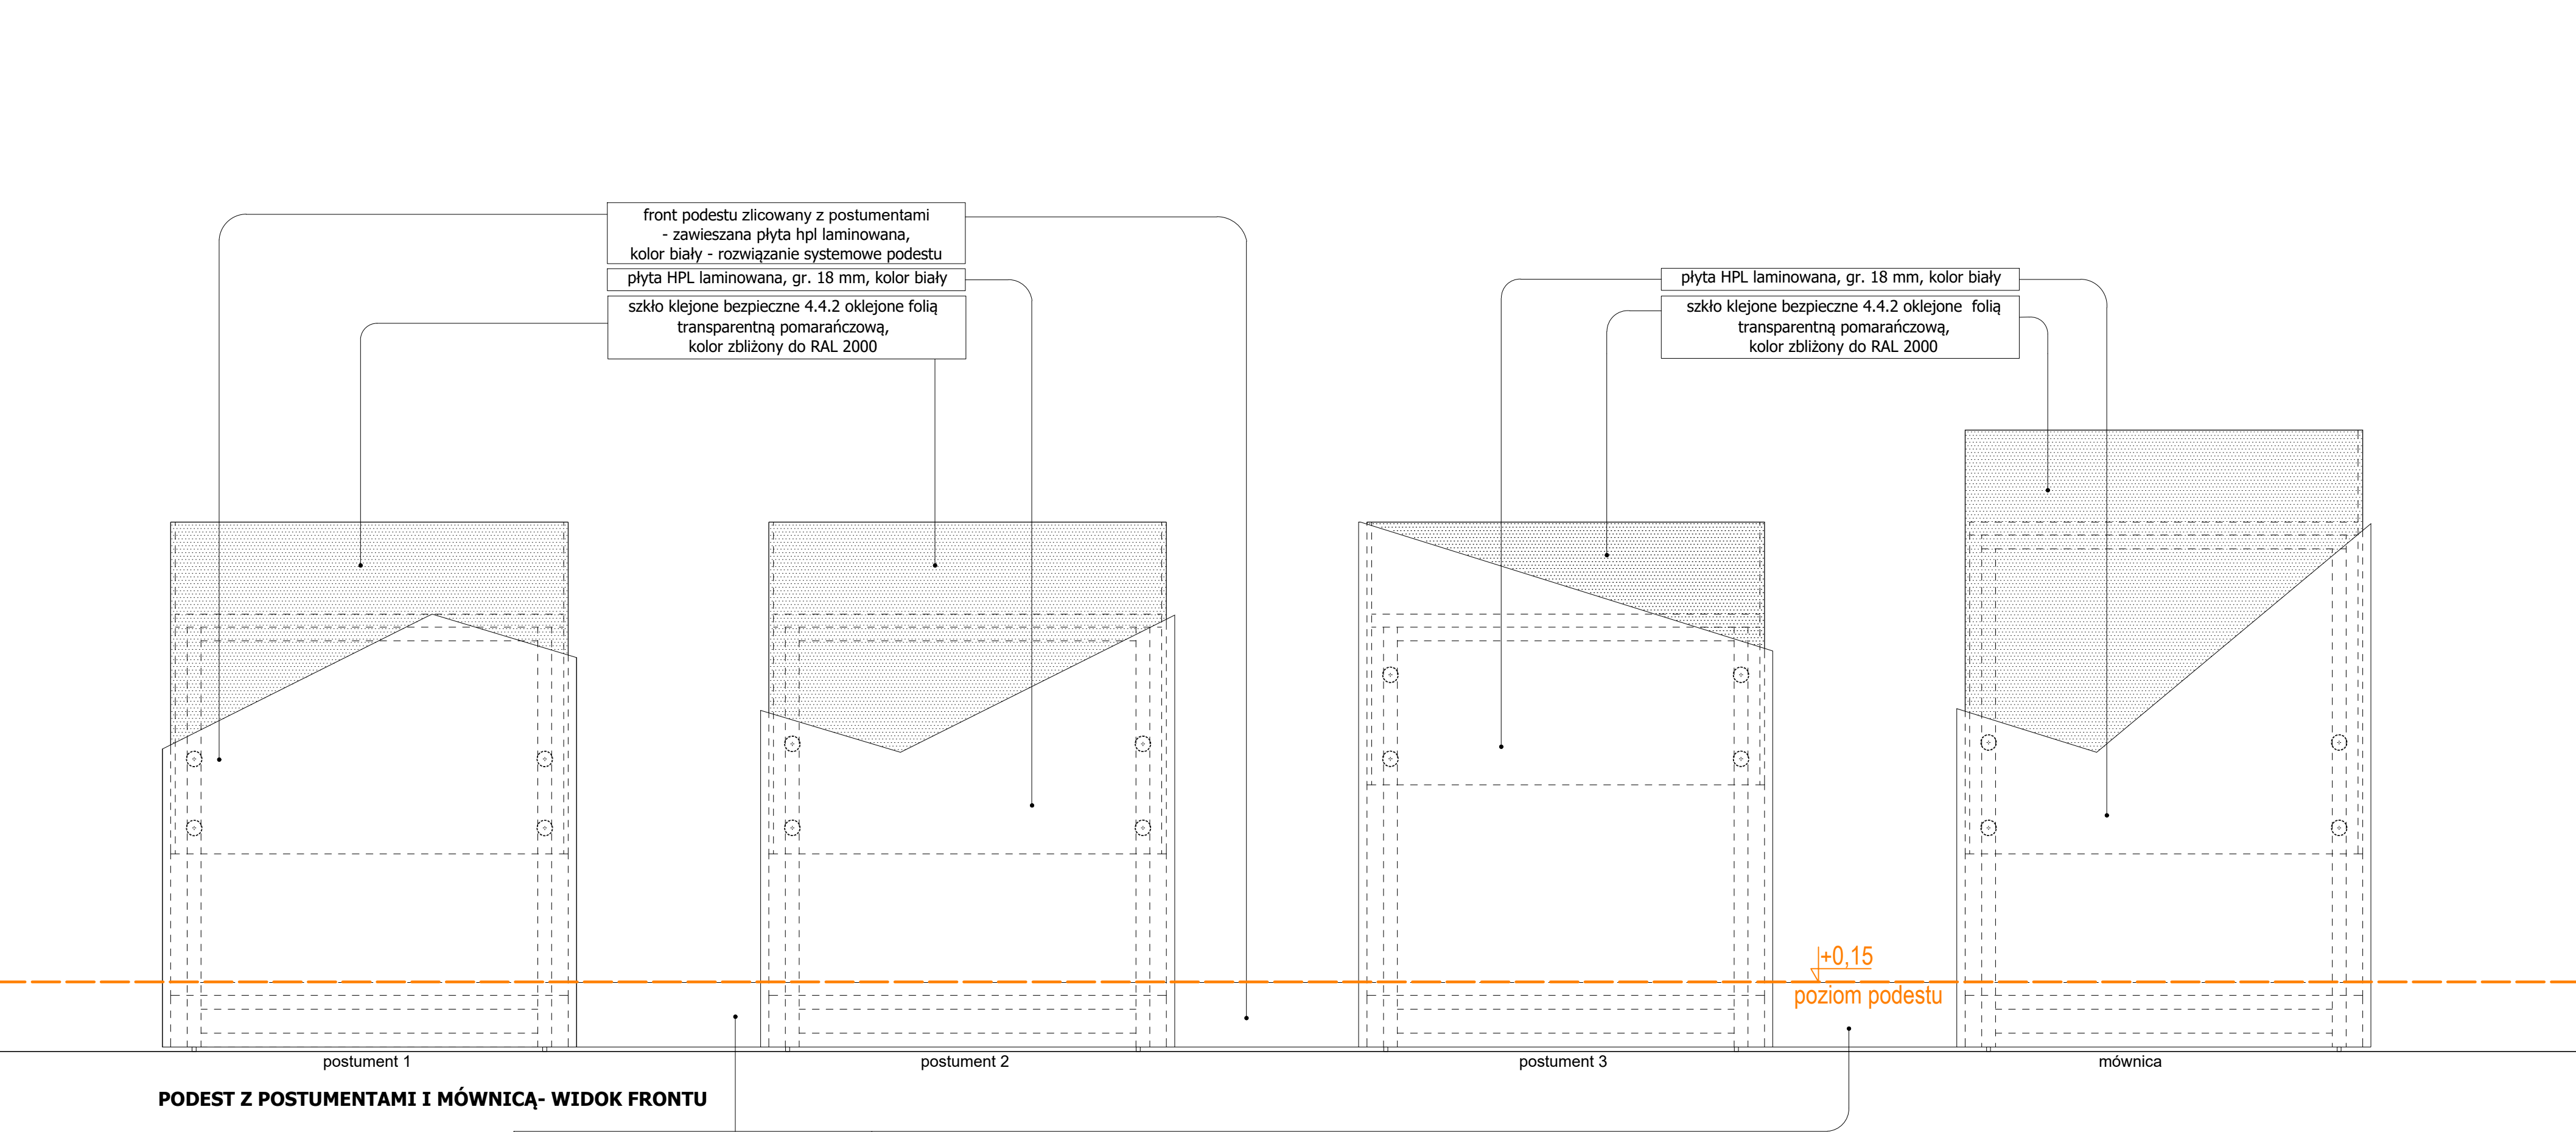 front podestu zlicowany z postumentami
- zawieszana płyta hpl laminowana,
kolor biały - rozwiązanie systemowe podestu
płyta HPL laminowana, gr. 18 mm, kolor biały
szkło klejone bezpieczne 4.4.2 oklejone folią
transparentną pomarańczową,
kolor zbliżony do RAL 2000
płyta HPL laminowana, gr. 18 mm, kolor biały
szkło klejone bezpieczne 4.4.2 oklejone folią
transparentną pomarańczową,
kolor zbliżony do RAL 2000
+0,15
poziom podestu
postument 1
postument 2
postument 3
mównica
PODEST Z POSTUMENTAMI I MÓWNICĄ- WIDOK FRONTU